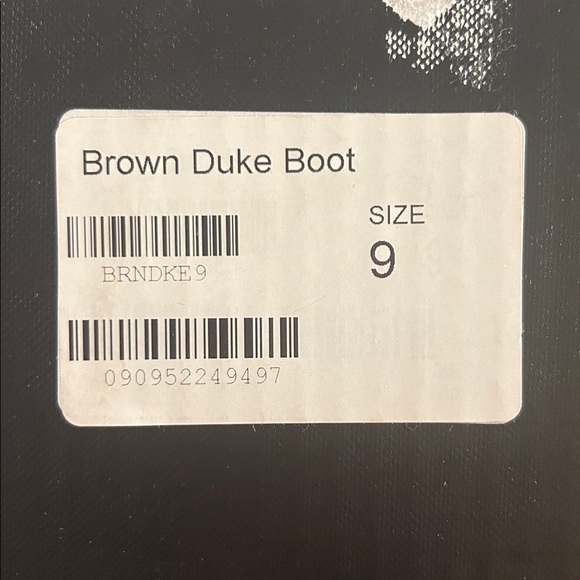 Brown Duke Boot
SIZE
9
BRNDKE9
090952249497